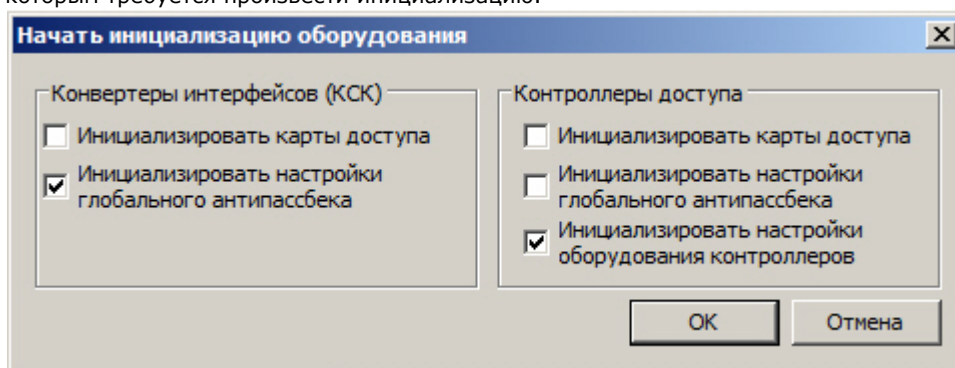 который требуется произвести инициализацию.
Начать инициализацию оборудования
Конвертеры интерфейсов (КСК)
Инициализировать карты доступа
Инициализировать настройки
глобального антипассбека
Контроллеры доступа
Инициализировать карты доступа
Инициализировать настройки
глобального антипассбека
Инициализировать настройки
оборудования контроллеров
OK
Отмена